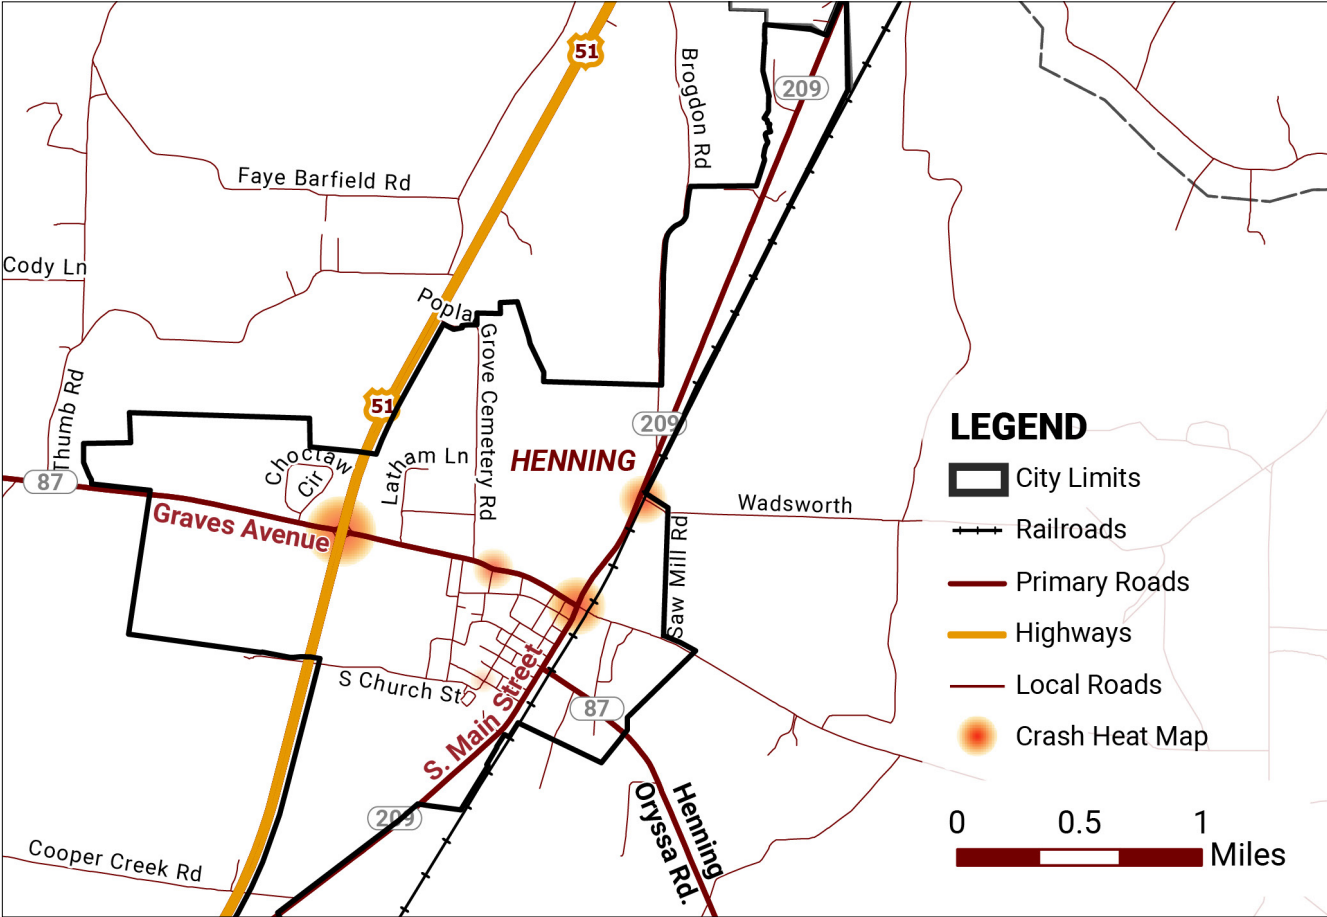 51
Brogdon Rd
209
Faye Barfield Rd
Cody Ln
Popla
Grove Cemetery Rd
Thumb Rd
51
209
LEGEND
Choctaw
Cir
Latham Ln
HENNING
City Limits
87
Graves Avenue
Wadsworth
Railroads
Saw Mill Rd
Primary Roads
Highways
S Church St
S. Main Street
87
Local Roads
Crash Heat Map
209
Henning
Oryssa Rd.
0 0.5 1
Miles
Cooper Creek Rd